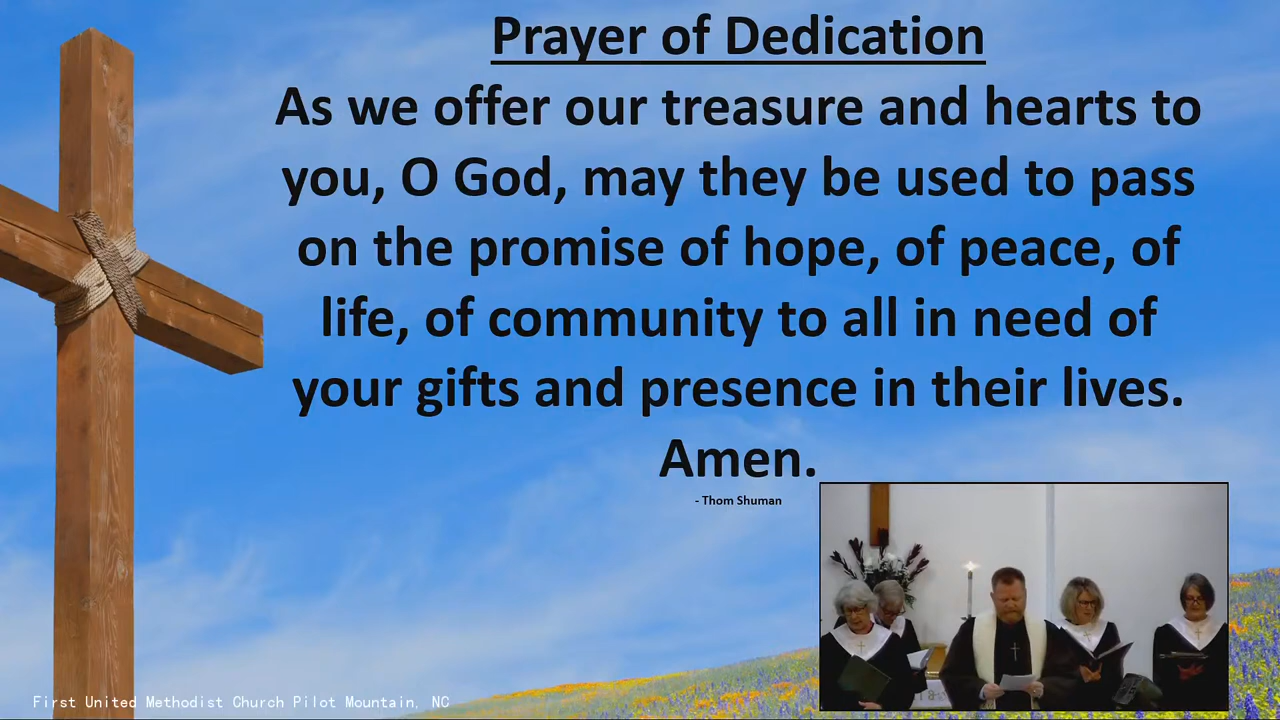 Prayer of Dedication
As we offer our treasure and hearts to
you, O God, may they be used to pass
on the promise of hope, of peace, of
life, of community to all in need of
your gifts and presence in their lives.
Amen.
- Thom Shuman
First United Methodist Church Pilot Mountain, NC